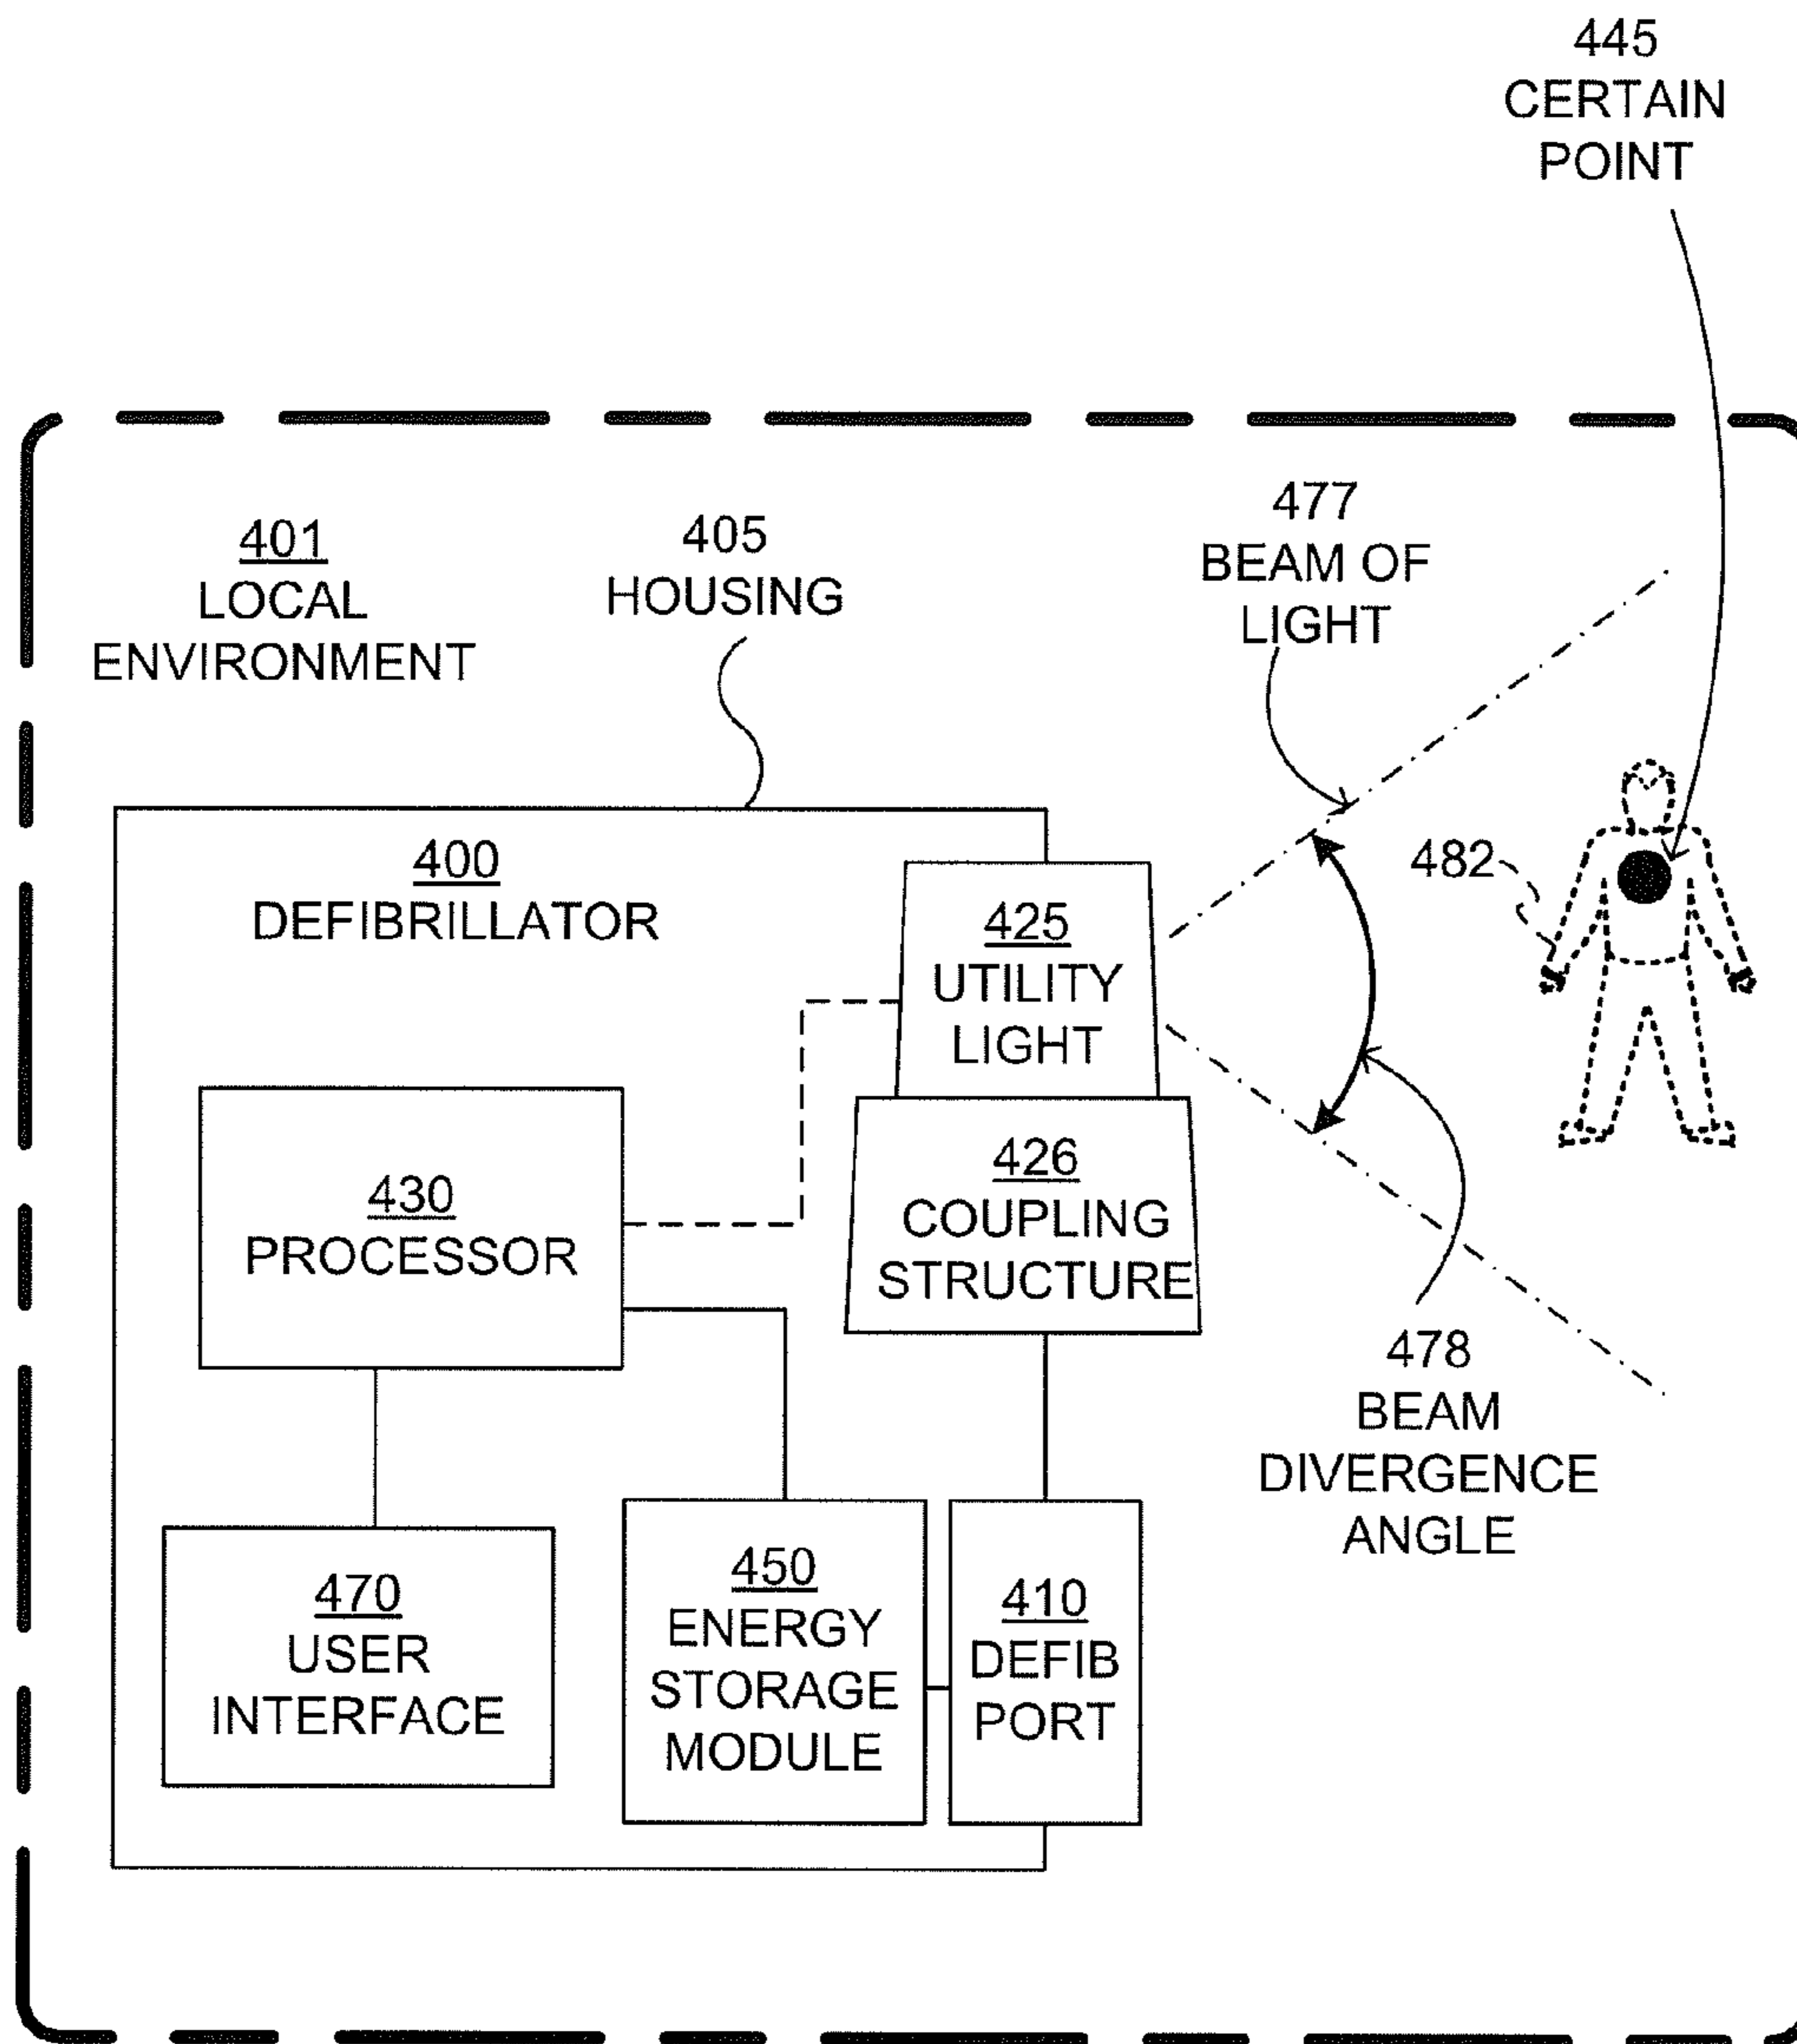 445
CERTAIN
POINT
401
LOCAL
ENVIRONMENT
405
HOUSING
477
BEAM OF
LIGHT
400
DEFIBRILLATOR
425
UTILITY
LIGHT
482
430
PROCESSOR
426
COUPLING
STRUCTURE
478
BEAM
DIVERGENCE
ANGLE
470
USER
INTERFACE
450
ENERGY
STORAGE
MODULE
410
DEFIB
PORT